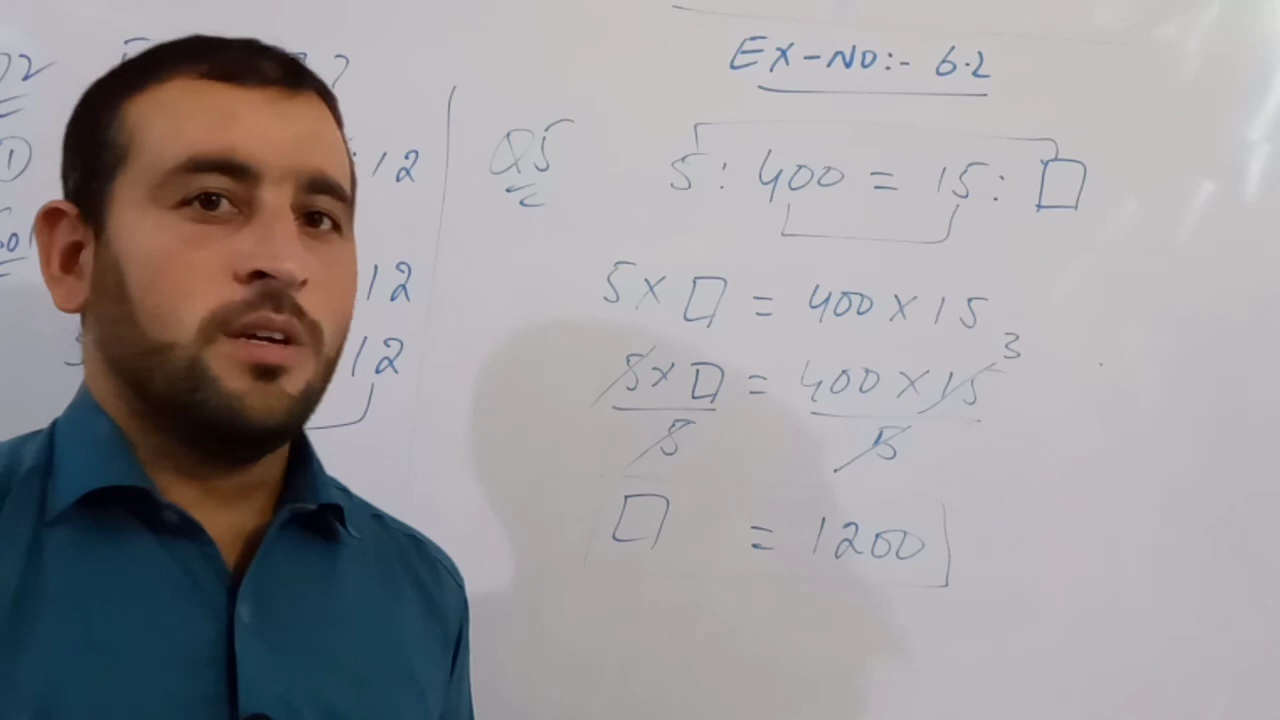 Ex-No:- 6.2
Q5
5 : 400 = 15 : □
5 × □ = 400 × 15
5 × □ = 400 × 15 3
5 5
□ = 1200
12
12
12